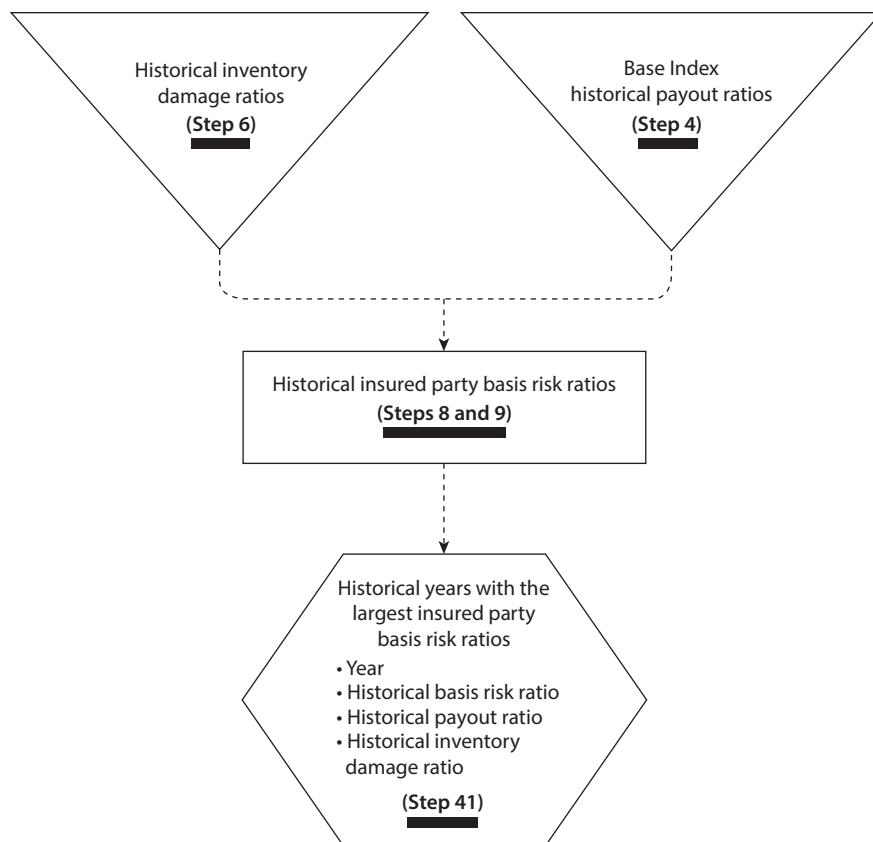 Historical inventory
damage ratios
(Step 6)
Base Index
historical payout ratios
(Step 4)
Historical insured party basis risk ratios
(Steps 8 and 9)
Historical years with the
largest insured party
basis risk ratios
• Year
• Historical basis risk ratio
• Historical payout ratio
• Historical inventory
damage ratio
(Step 41)